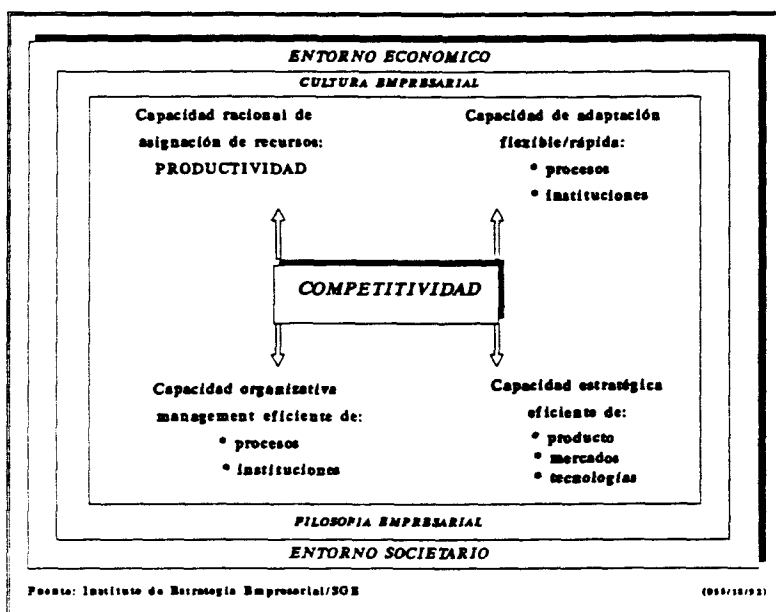 ENTORNO ECONOMICO
CULTURA EMPRESARIAL
Capacidad racional de
asignación de recursos:
PRODUCTIVIDAD
Capacidad de adaptación
flexible/rápida:
* procesos
* instituciones
COMPETITIVIDAD
Capacidad organizativa
management eficiente de:
* procesos
* instituciones
Capacidad estratégica
eficiente de:
* producto
* mercados
* tecnologías
FILOSOFIA EMPRESARIAL
ENTORNO SOCIETARIO
Fuente: Instituto de Estrategia Empresarial/SGE